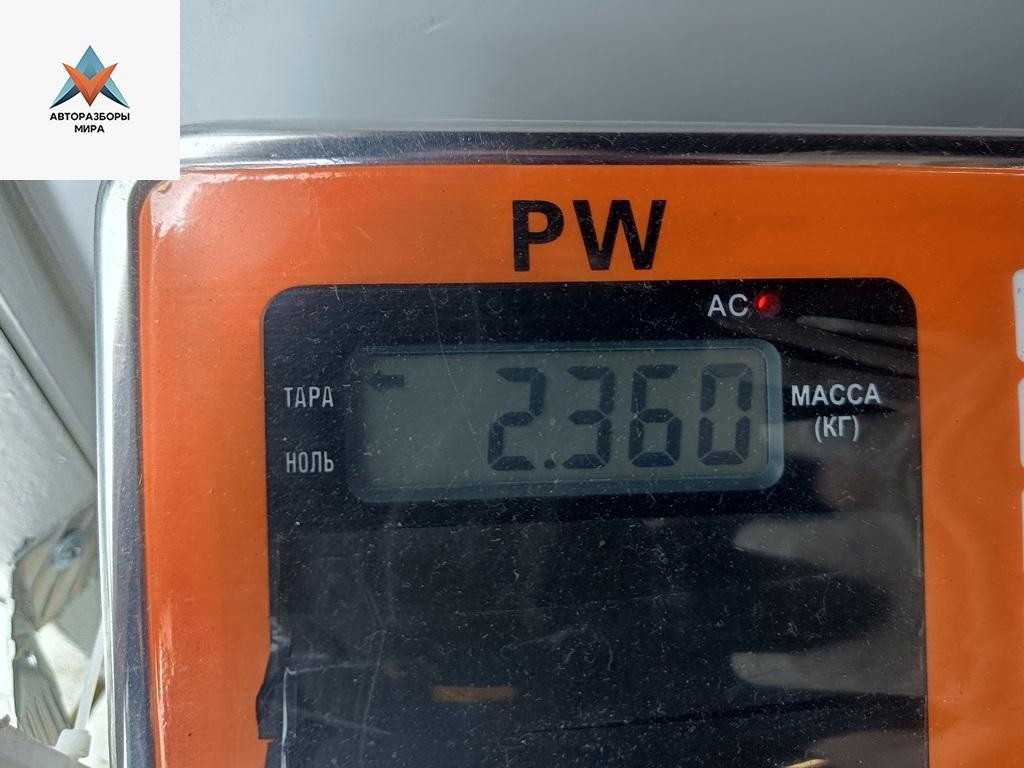 АВТОРАЗБОРЫ
МИРА
PW
AC
ТАРА
2.360
МАССА
(КГ)
НОЛЬ